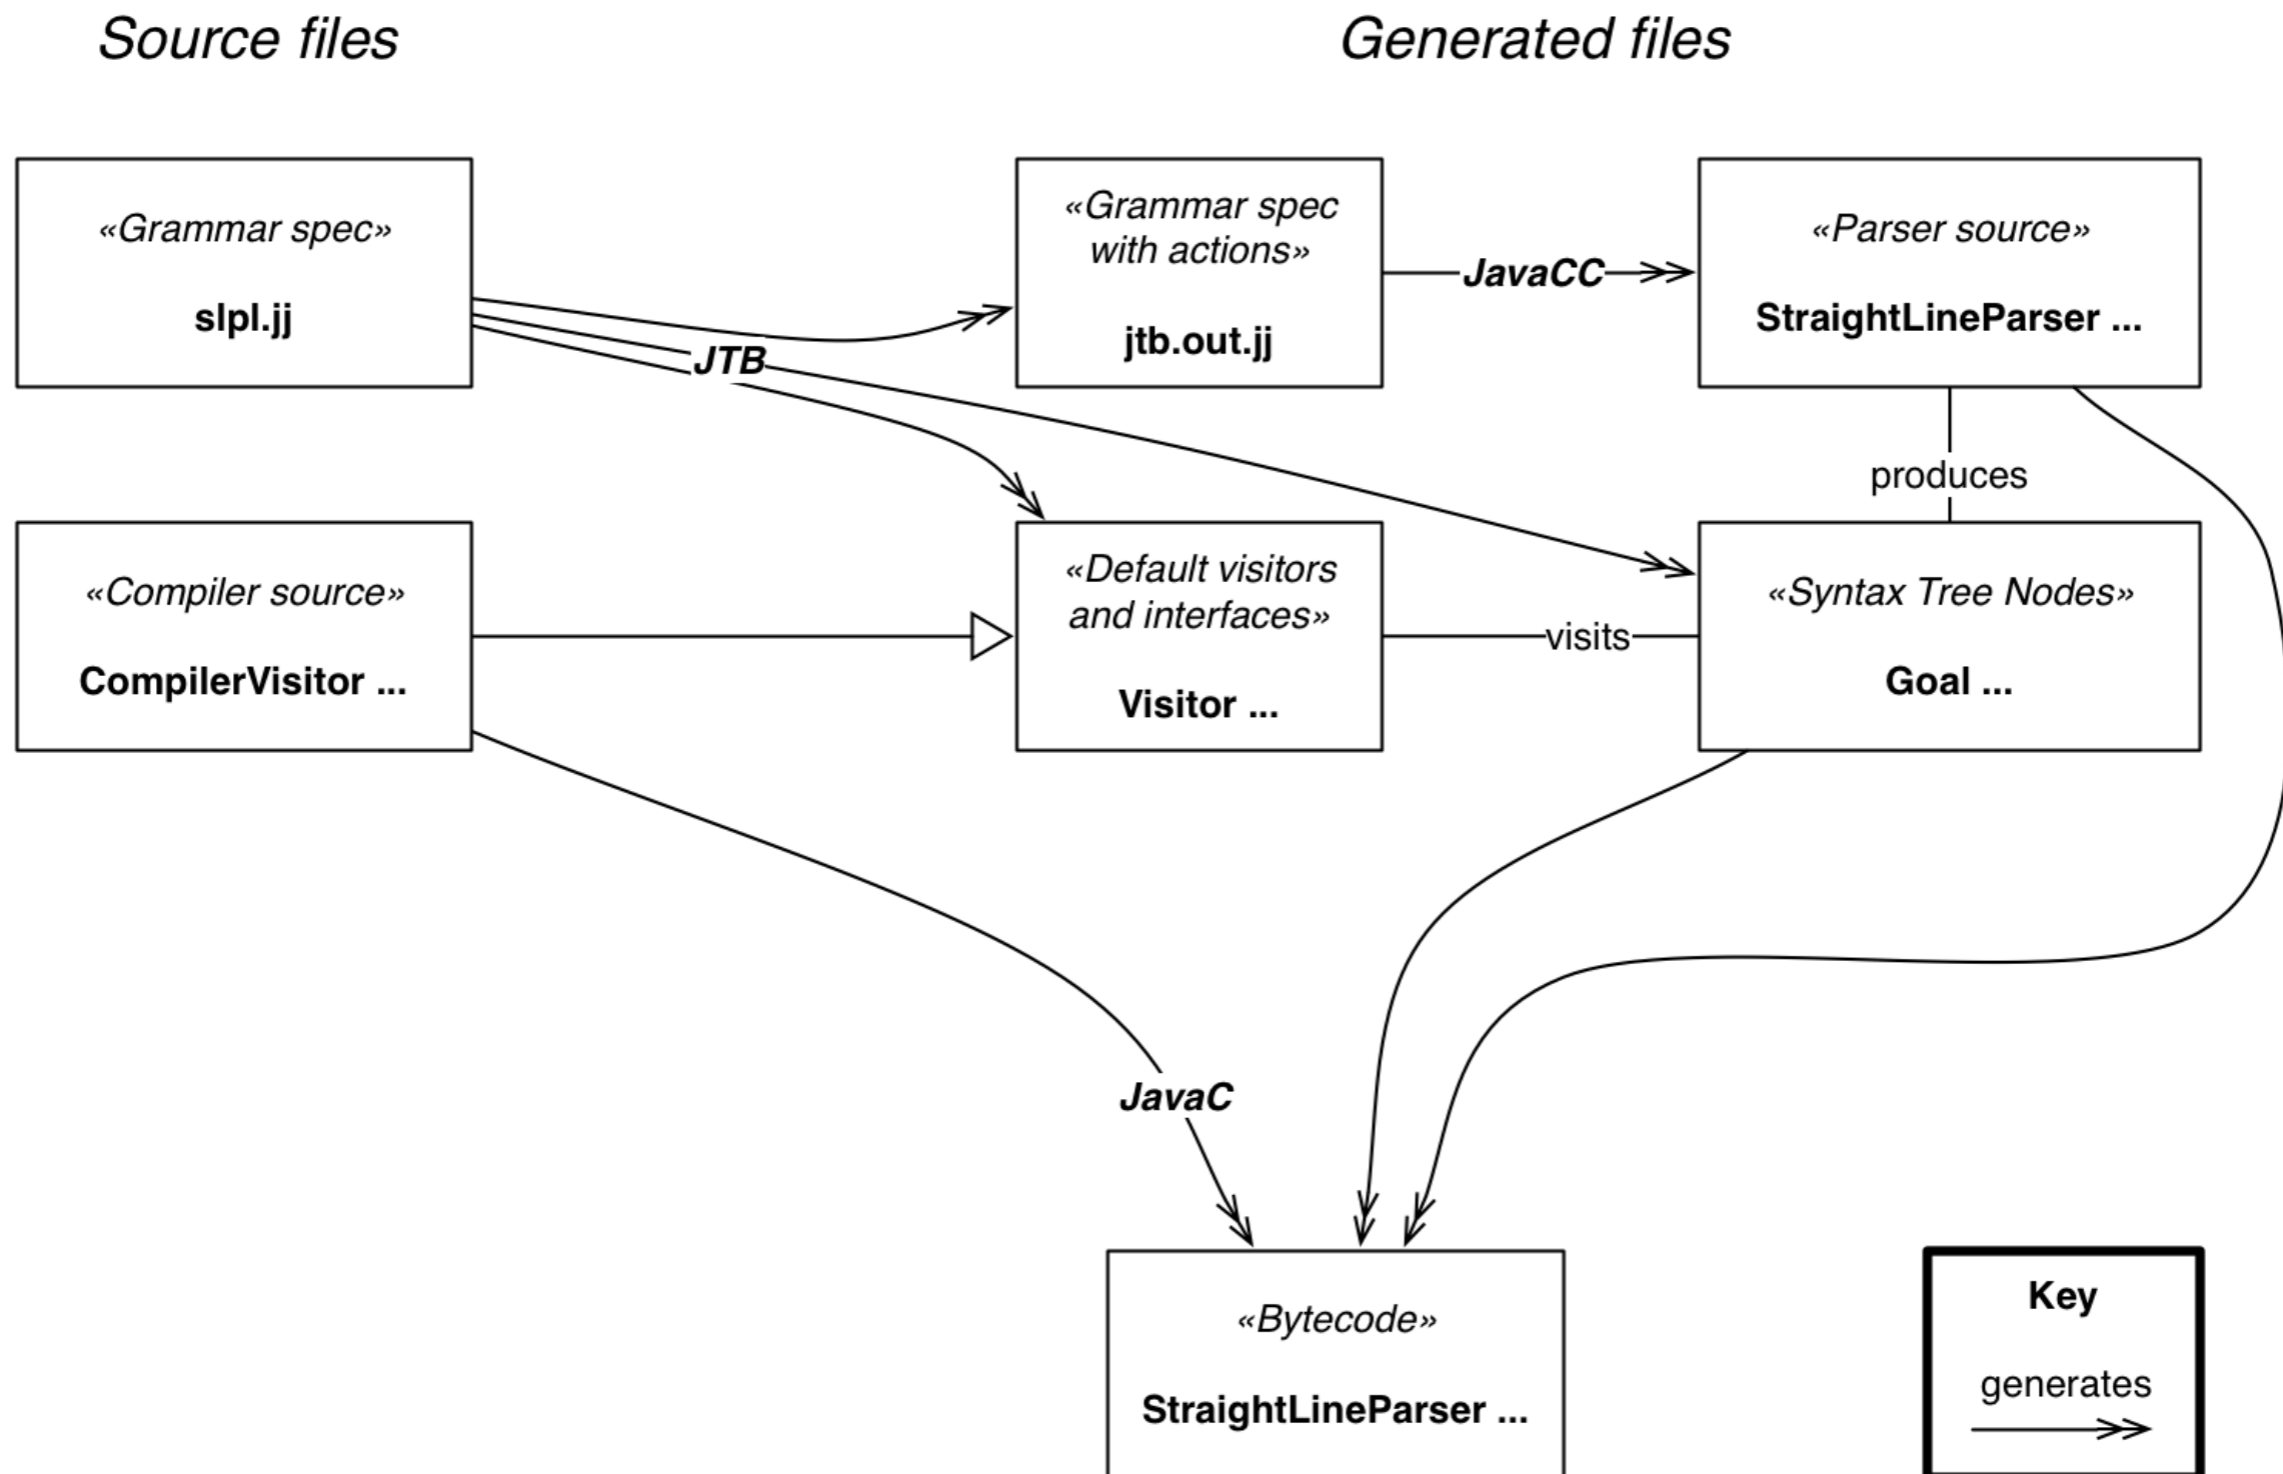 Source files
Generated files
«Grammar spec»
slpl.jj
«Grammar spec
with actions»
jtb.out.jj
JavaCC
«Parser source»
StraightLineParser ...
JTB
produces
«Compiler source»
CompilerVisitor ...
«Default visitors
and interfaces»
Visitor ...
visits
«Syntax Tree Nodes»
Goal ...
JavaC
«Bytecode»
StraightLineParser ...
Key
generates